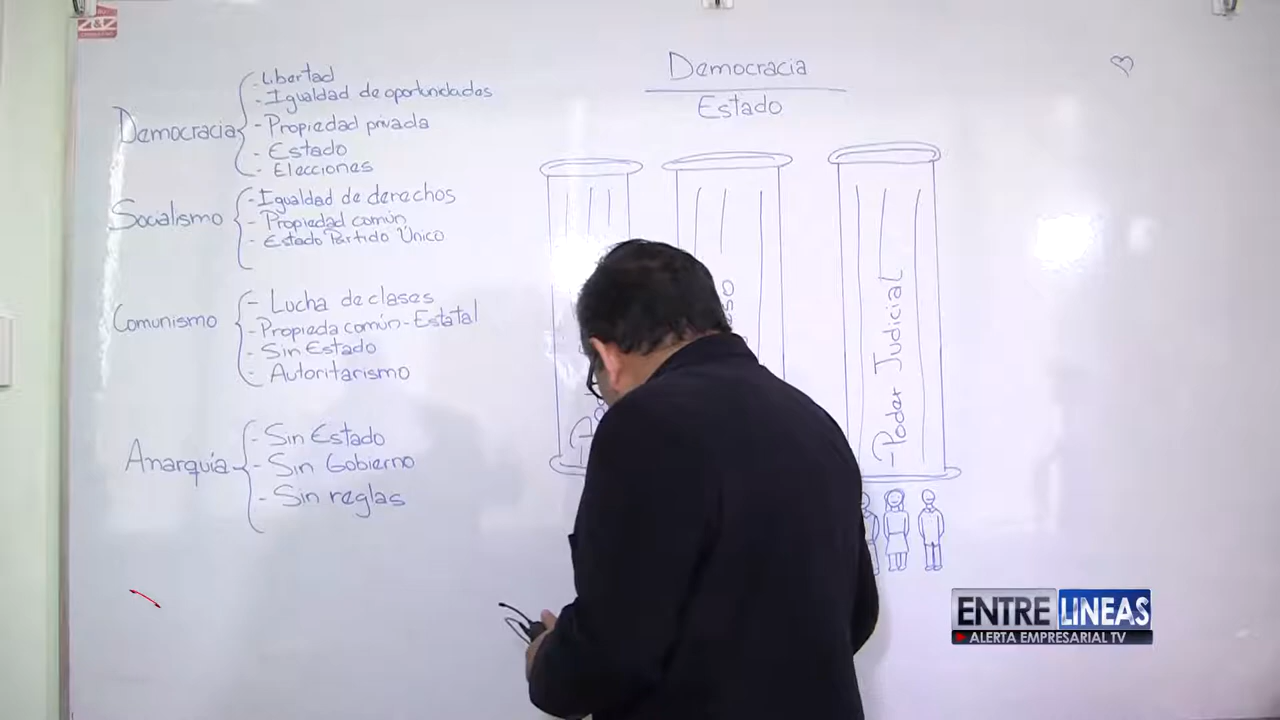 Z&Z
Democracia
- Libertad
- Igualdad de oportunidades
- Propiedad privada
- Estado
- Elecciones
Socialismo
- Igualdad de derechos
- Propiedad común
- Estado Partido Único
Comunismo
- Lucha de clases
- Propieda común - Estatal
- Sin Estado
- Autoritarismo
Anarquía
- Sin Estado
- Sin Gobierno
- Sin reglas
Democracia
Estado
- Poder Judicial
ENTRE LINEAS
ALERTA EMPRESARIAL TV